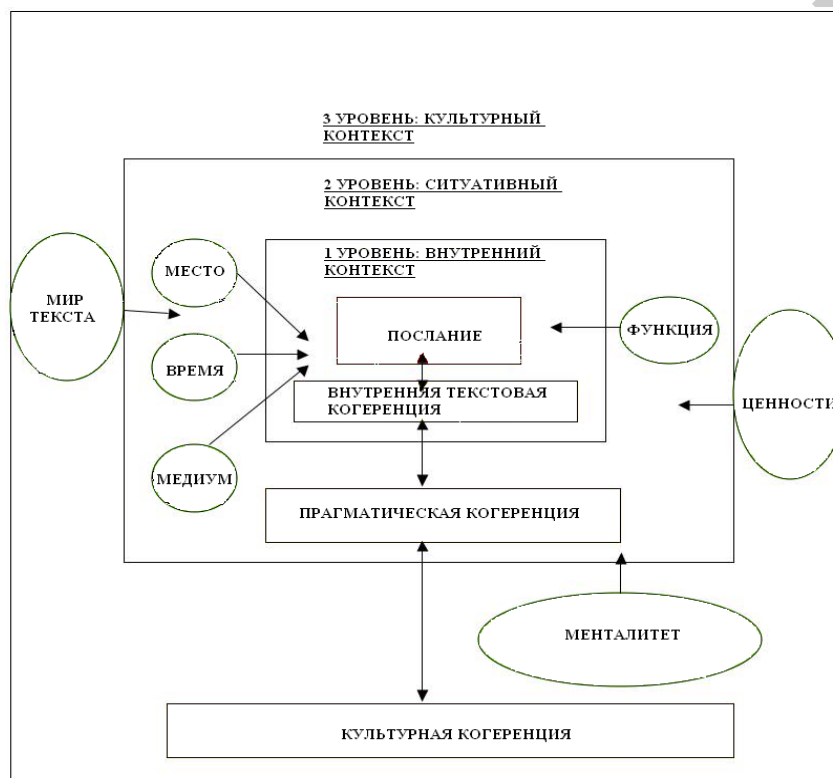 3 УРОВЕНЬ: КУЛЬТУРНЫЙ
КОНТЕКСТ
2 УРОВЕНЬ: СИТУАТИВНЫЙ
КОНТЕКСТ
1 УРОВЕНЬ: ВНУТРЕННИЙ
КОНТЕКСТ
МИР
ТЕКСТА
МЕСТО
ВРЕМЯ
МЕДИУМ
ПОСЛАНИЕ
ФУНКЦИЯ
ЦЕННОСТИ
ВНУТРЕННЯЯ ТЕКСТОВАЯ
КОГЕРЕНЦИЯ
ПРАГМАТИЧЕСКАЯ КОГЕРЕНЦИЯ
МЕНТАЛИТЕТ
КУЛЬТУРНАЯ КОГЕРЕНЦИЯ